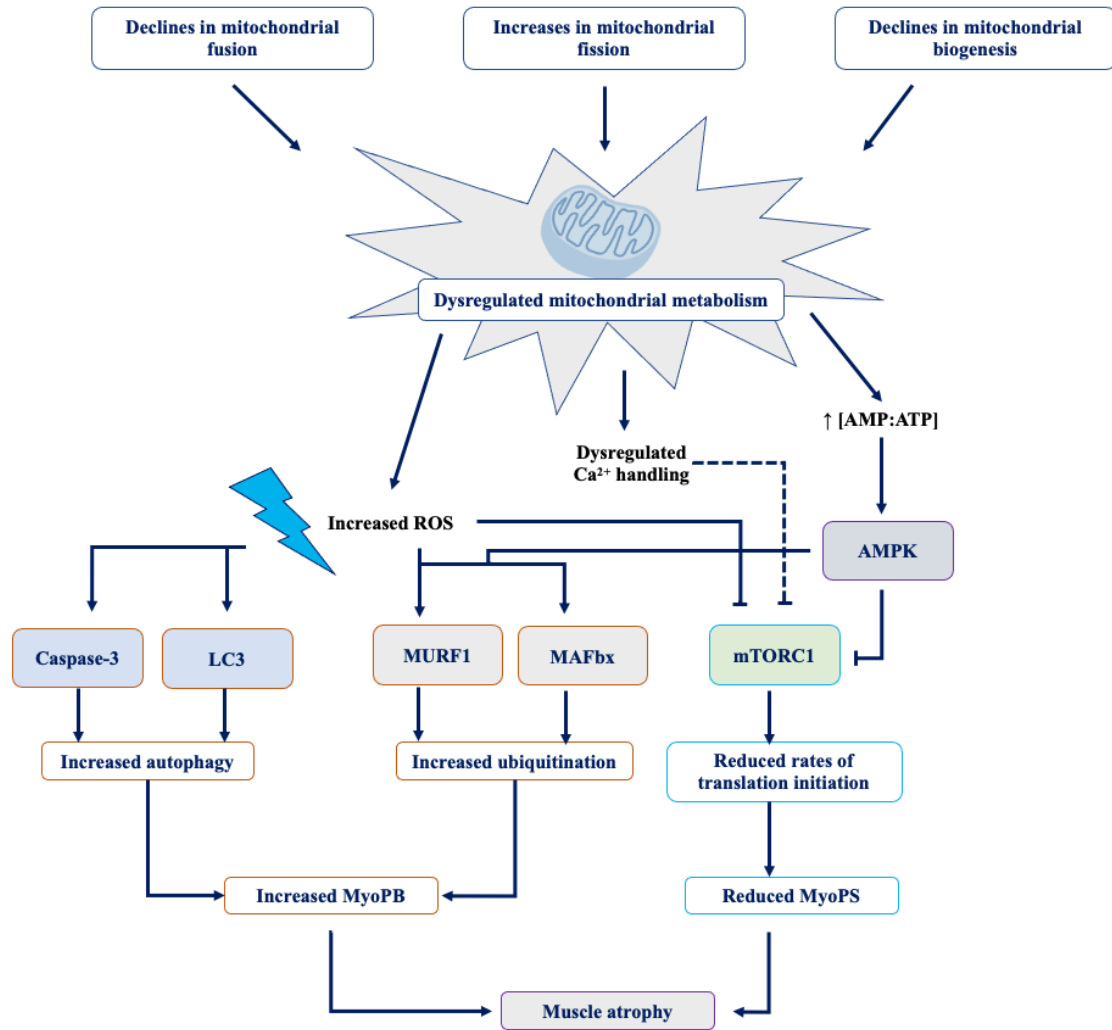 Declines in mitochondrial
fusion
Increases in mitochondrial
fission
Declines in mitochondrial
biogenesis
Dysregulated mitochondrial metabolism
↑ [AMP:ATP]
Dysregulated
Ca²⁺ handling
Increased ROS
AMPK
Caspase-3
LC3
MURF1
MAFbx
mTORC1
Increased autophagy
Increased ubiquitination
Reduced rates of
translation initiation
Increased MyoPB
Reduced MyoPS
Muscle atrophy